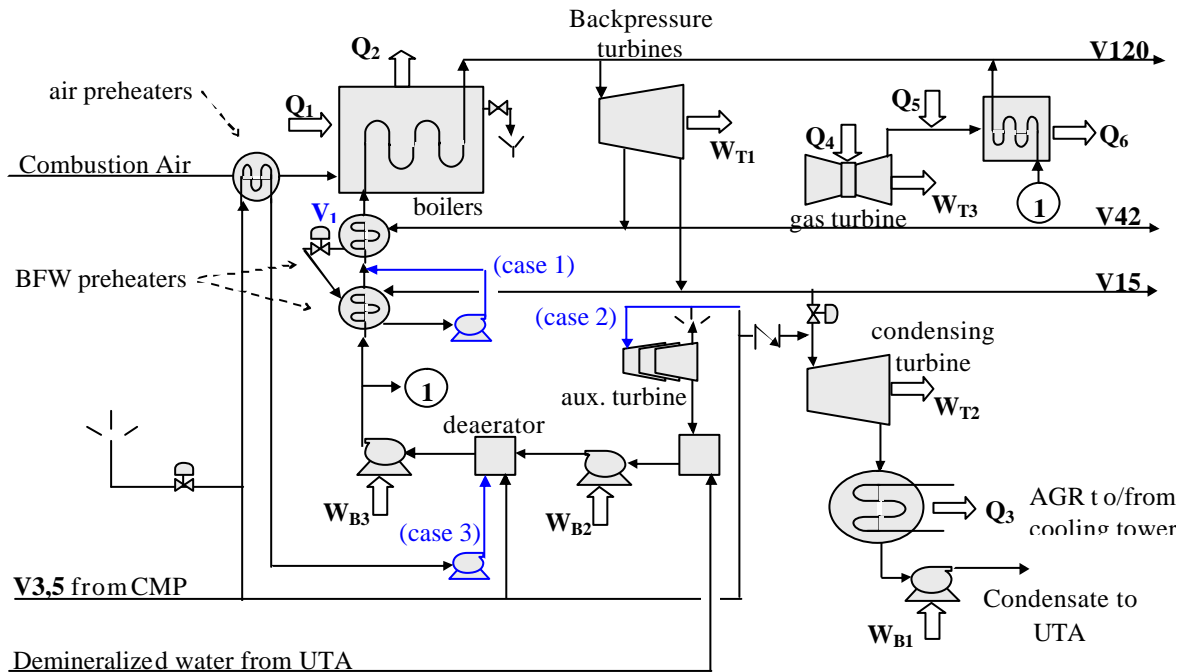 Backpressure
turbines
Q2
V120
air preheaters
Q1
Q5
Q4
Q6
WT1
Combustion Air
WT3
1
boilers
gas turbine
V1
V42
BFW preheaters
(case 1)
V15
(case 2)
condensing
turbine
1
aux. turbine
WT2
deaerator
WB3
WB2
Q3
AGR to/from
cooling tower
(case 3)
V3,5 from CMP
Condensate to
UTA
WB1
Demineralized water from UTA